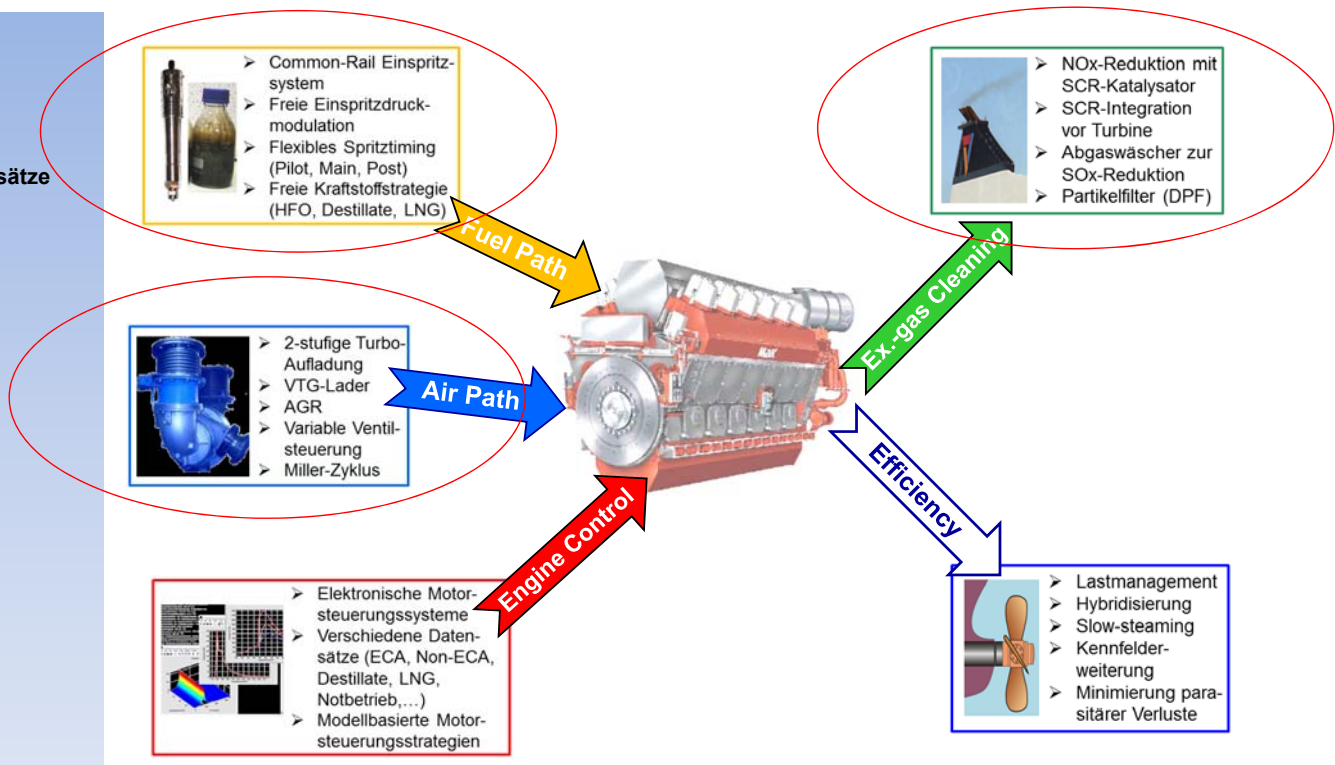 sätze
➤ Common-Rail Einspritz-
system
➤ Freie Einspritzdruck-
modulation
➤ Flexibles Spritztiming
(Pilot, Main, Post)
➤ Freie Kraftstoffstrategie
(HFO, Destillate, LNG)
Fuel Path
➤ NOx-Reduktion mit
SCR-Katalysator
➤ SCR-Integration
vor Turbine
➤ Abgaswäscher zur
SOx-Reduktion
➤ Partikelfilter (DPF)
Ex.-gas Cleaning
➤ 2-stufige Turbo-
Aufladung
➤ VTG-Lader
➤ AGR
➤ Variable Ventil-
steuerung
➤ Miller-Zyklus
Air Path
MaK
➤ Elektronische Motor-
steuerungssysteme
➤ Verschiedene Daten-
sätze (ECA, Non-ECA,
Destillate, LNG,
Notbetrieb,…)
➤ Modellbasierte Motor-
steuerungsstrategien
Engine Control
Efficiency
➤ Lastmanagement
➤ Hybridisierung
➤ Slow-steaming
➤ Kennfelder-
weiterung
➤ Minimierung para-
sitärer Verluste